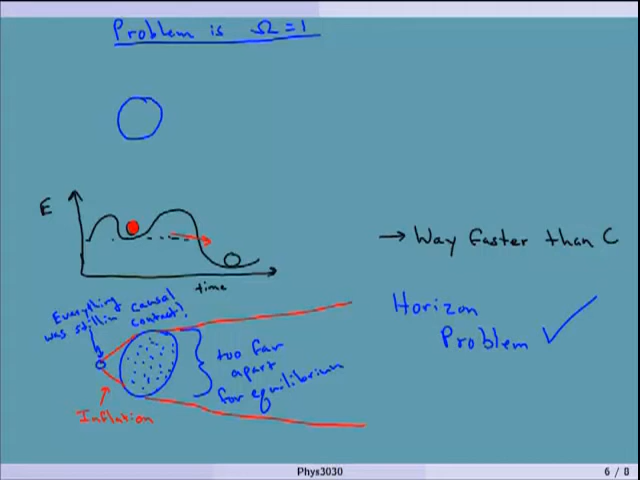 Problem is Ω=1
E
→ Way faster than C
time
Everything
was still in causal
contact!
Horizon
Problem ✓
too far
apart
for equilibrium
Inflation
Phys3030
6 / 8